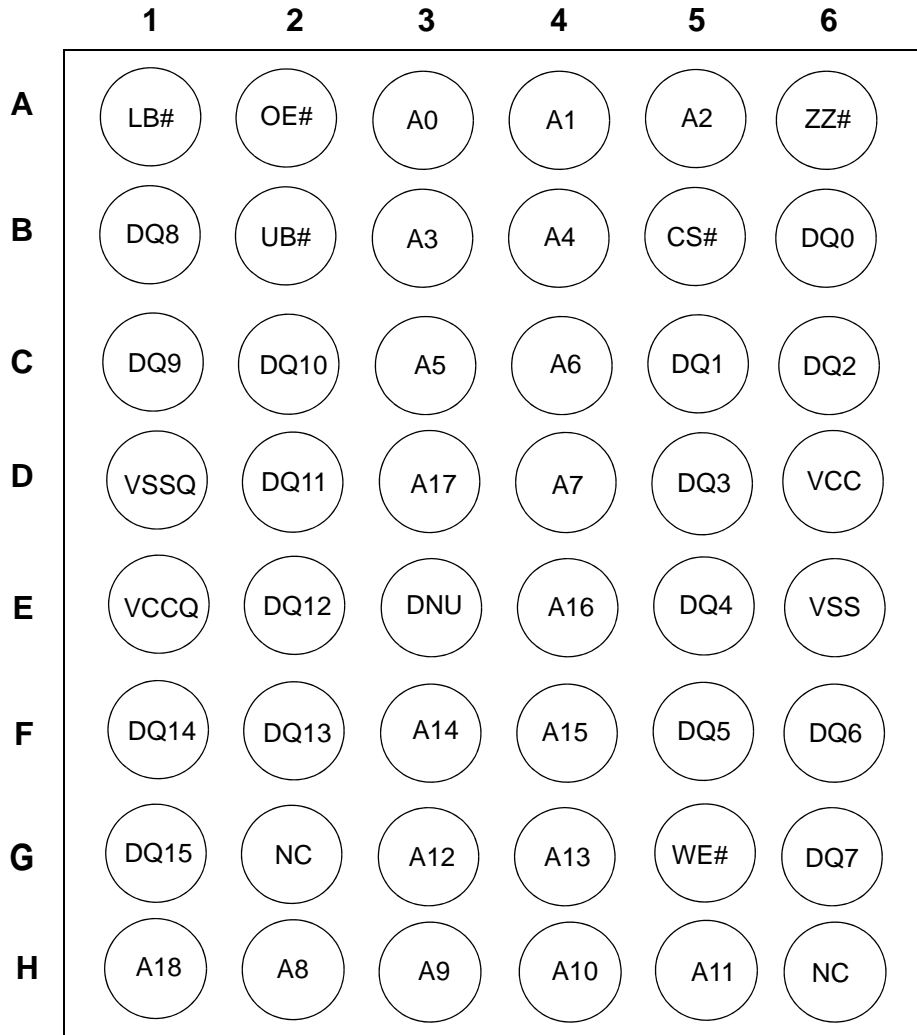 1 2 3 4 5 6
A LB# OE# A0 A1 A2 ZZ#
B DQ8 UB# A3 A4 CS# DQ0
C DQ9 DQ10 A5 A6 DQ1 DQ2
D VSSQ DQ11 A17 A7 DQ3 VCC
E VCCQ DQ12 DNU A16 DQ4 VSS
F DQ14 DQ13 A14 A15 DQ5 DQ6
G DQ15 NC A12 A13 WE# DQ7
H A18 A8 A9 A10 A11 NC